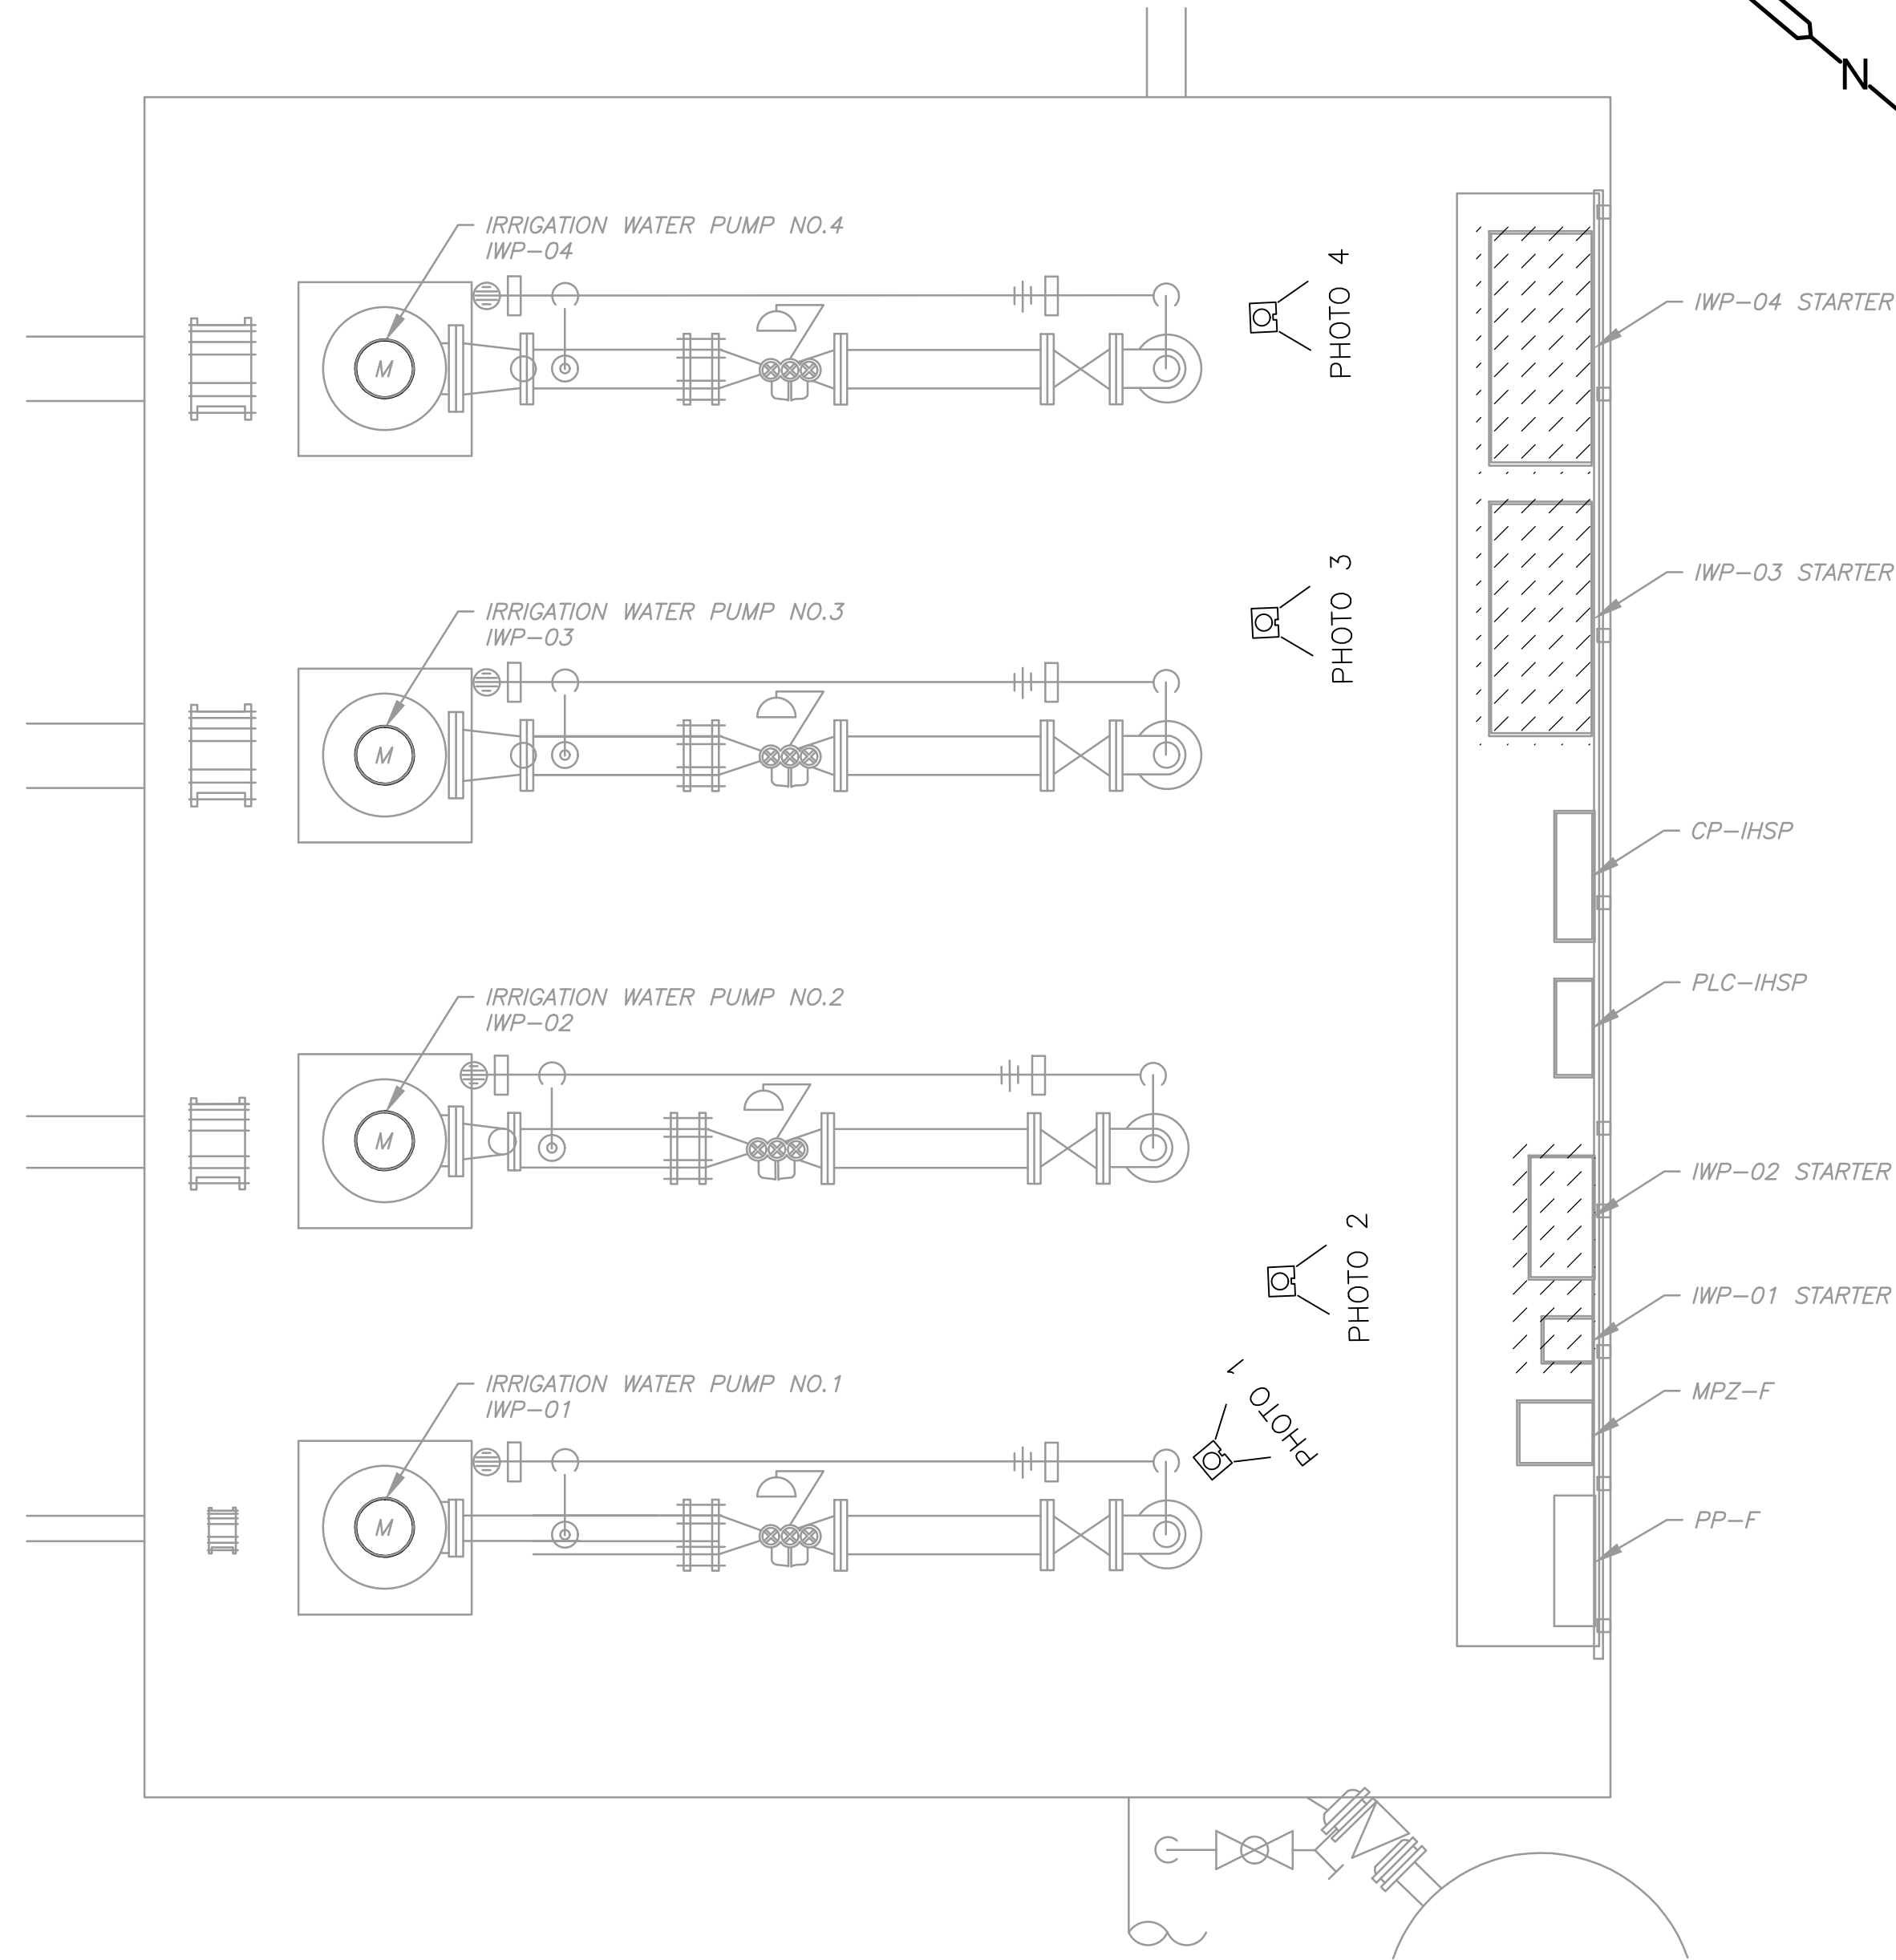 N
IRRIGATION WATER PUMP NO.4
IWP-04
PHOTO 4
IWP-04 STARTER
M
PHOTO 3
IWP-03 STARTER
IRRIGATION WATER PUMP NO.3
IWP-03
M
CP-IHSP
PLC-IHSP
IRRIGATION WATER PUMP NO.2
IWP-02
M
IWP-02 STARTER
PHOTO 2
IWP-01 STARTER
PHOTO 1
IRRIGATION WATER PUMP NO.1
IWP-01
MPZ-F
M
PP-F